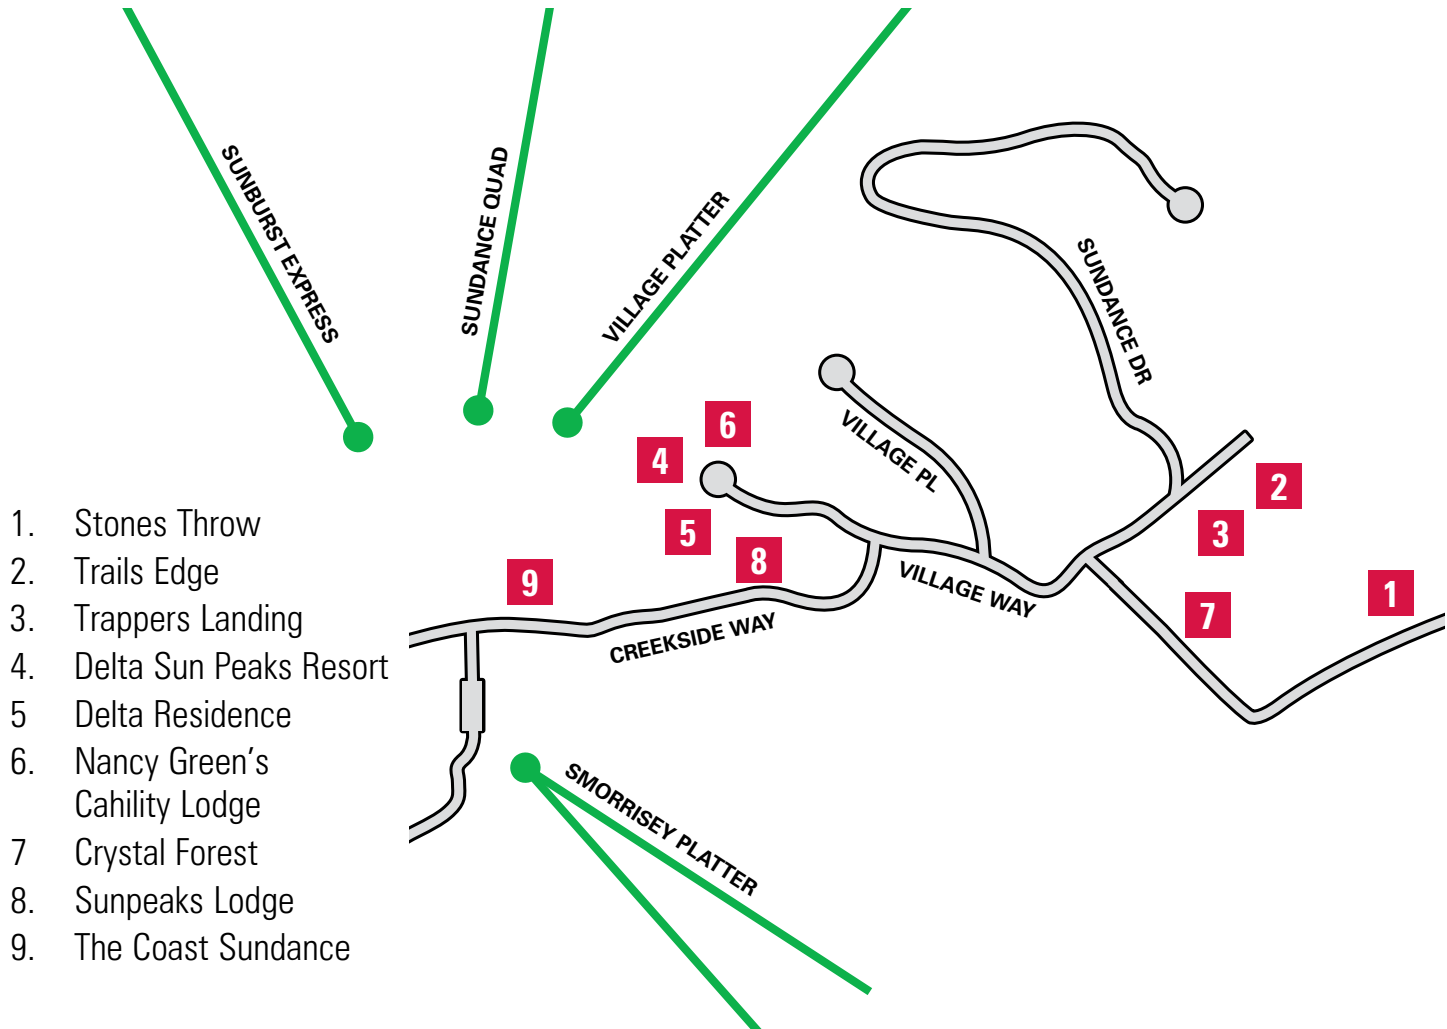 SUNBURST EXPRESS
SUNDANCE QUAD
VILLAGE PLATTER
SUNDANCE DR
VILLAGE PL
6
4
2
5
3
8
9
1
7
VILLAGE WAY
CREEKSIDE WAY
SMORRISEY PLATTER
1. Stones Throw
2. Trails Edge
3. Trappers Landing
4. Delta Sun Peaks Resort
5 Delta Residence
6. Nancy Green’s
Cahility Lodge
7 Crystal Forest
8. Sunpeaks Lodge
9. The Coast Sundance